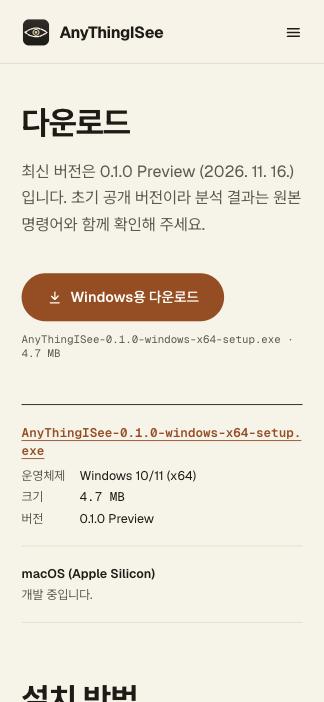 AnyThingISee
다운로드
최신 버전은 0.1.0 Preview (2026. 11. 16.)
입니다. 초기 공개 버전이라 분석 결과는 원본
명령어와 함께 확인해 주세요.
Windows용 다운로드
AnyThingISee-0.1.0-windows-x64-setup.exe ·
4.7 MB
AnyThingISee-0.1.0-windows-x64-setup.
exe
운영체제 Windows 10/11 (x64)
크기 4.7 MB
버전 0.1.0 Preview
macOS (Apple Silicon)
개발 중입니다.
설치 방법